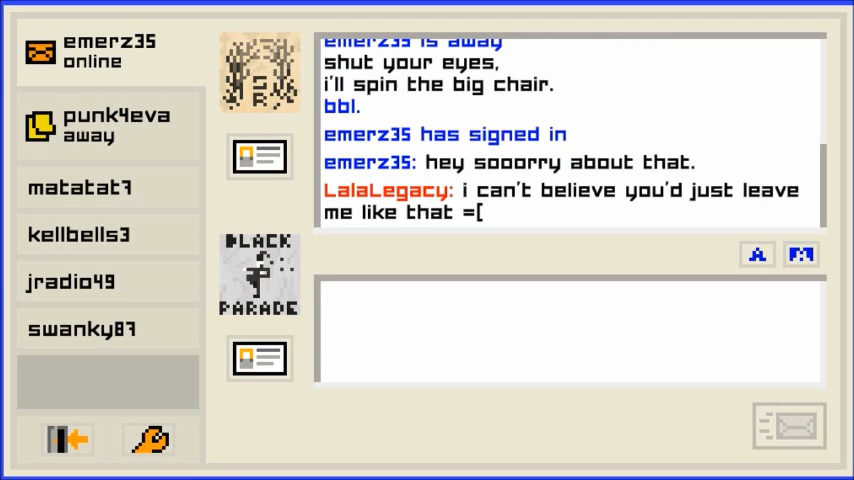 emerz35
online
punk4eva
away
matatat7
kellbells3
jradio49
swanky87
SR
BLACK
PARADE
emerz35 is away
shut your eyes,
i'll spin the big chair.
bbl.
emerz35 has signed in
emerz35: hey sooorry about that.
LalaLegacy: i can't believe you'd just leave
me like that =[
A